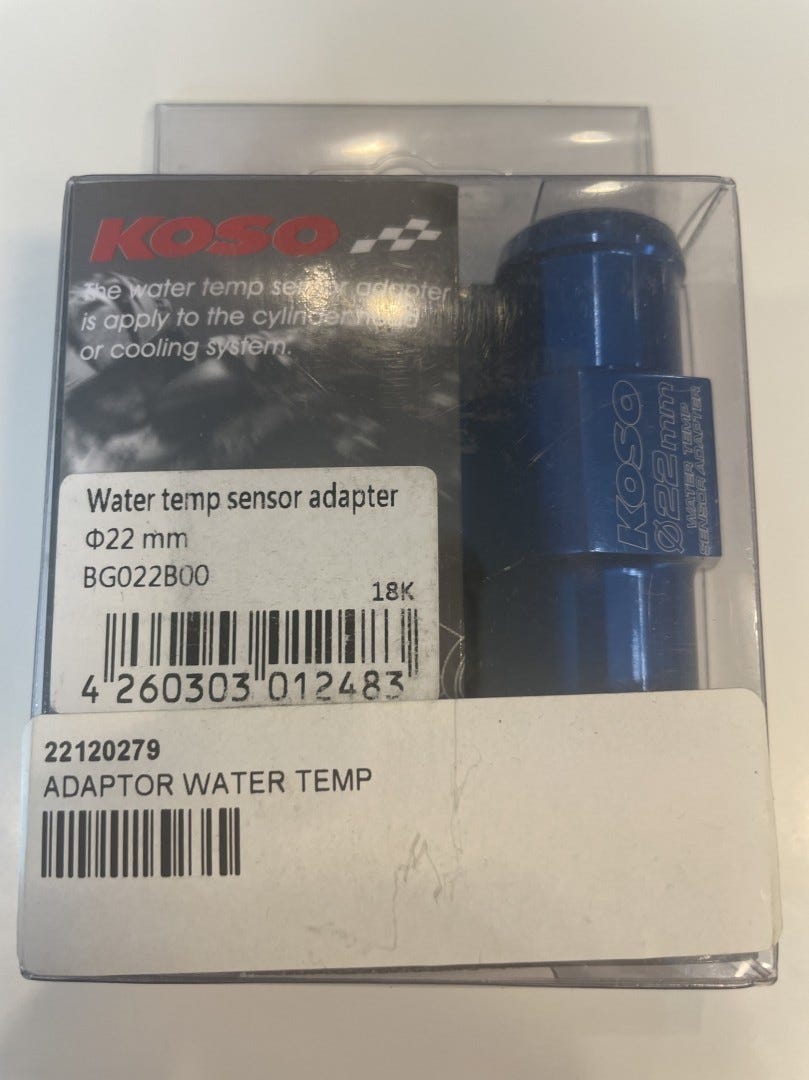 KOSO
The water temp sensor adapter
is apply to the cylinder head
or cooling system.
KOSO
Ø22mm
WATER TEMP
SENSOR ADAPTER
Water temp sensor adapter
Φ22 mm
BG022B00
18K
4 260303 012483
22120279
ADAPTOR WATER TEMP